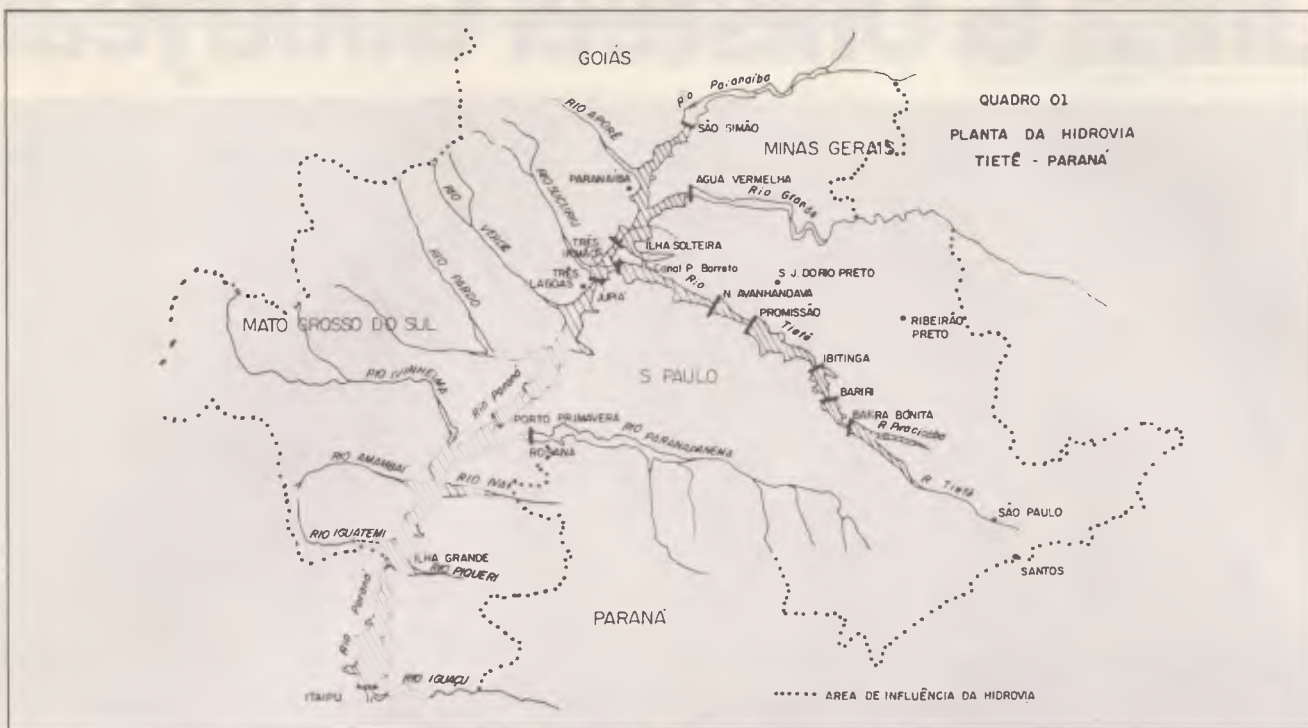 GOIÁS
Rº Paranaiba
QUADRO 01
PLANTA DA HIDROVIA
TIETÊ - PARANÁ
RIO APORÉ
SÃO SIMÃO
MINAS GERAIS
PARANAIBA
AGUA VERMELHA
Rio Grande
RIO SUCURIU
RIO VERDE
RIO PARDO
TRÊS IRMÃOS
ILHA SOLTEIRA
Canal P. Barreto
TRÊS LAGOAS
JUPIÁ
S J. DO RIO PRETO
Rio Tietê
N. AVANHANDAVA
PROMISSÃO
RIBEIRÃO PRETO
MATO GROSSO DO SUL
IBITINGA
S PAULO
BARIRI
RIO IVINHEIMA
Rio Paraná
BARRA BONITA
R. Piracicaba
PORTO PRIMAVERA
RIO PARANAPANEMA
ROSANA
RIO AMAMBAI
RIO IVAÍ
R. Tietê
SÃO PAULO
RIO IGUATEMI
ILHA GRANDE
RIO PIQUERI
SANTOS
Rio Paraná
PARANÁ
ITAIPU
RIO IGUAÇU
AREA DE INFLUÊNCIA DA HIDROVIA